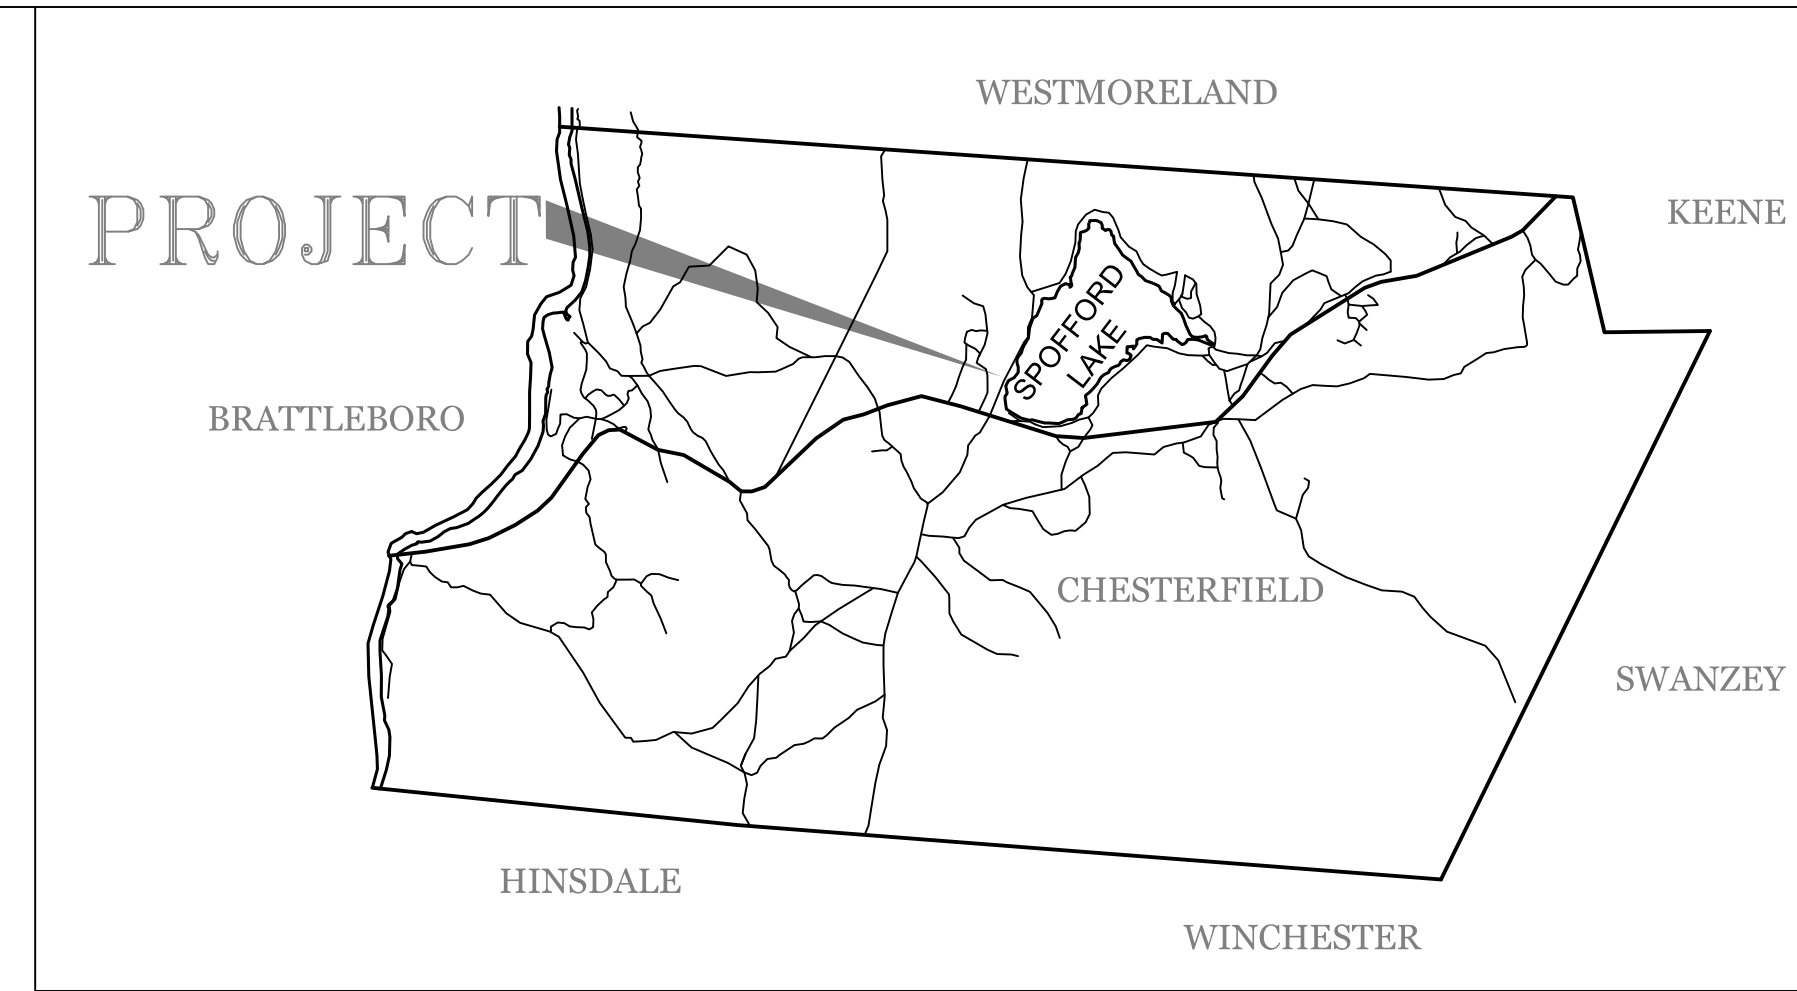 WESTMORELAND
KEENE
PROJECT
SPOFFORD
LAKE
BRATTLEBORO
CHESTERFIELD
SWANZEY
HINSDALE
WINCHESTER